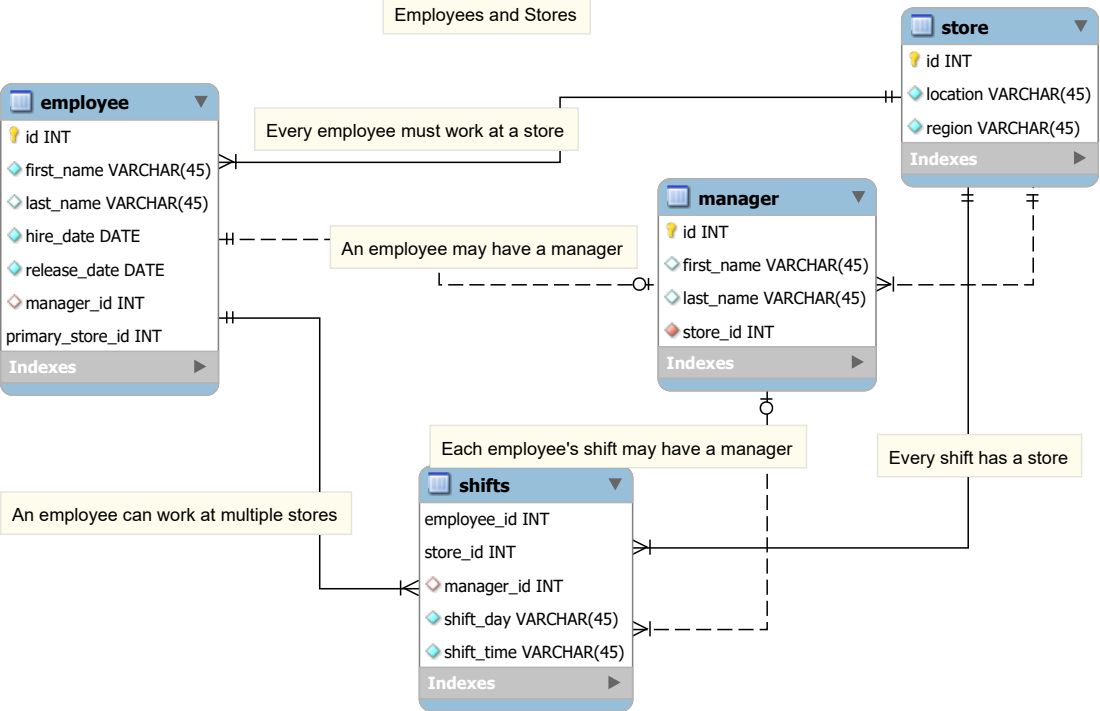 Employees and Stores
store
id INT
location VARCHAR(45)
region VARCHAR(45)
Indexes
employee
id INT
first_name VARCHAR(45)
last_name VARCHAR(45)
hire_date DATE
release_date DATE
manager_id INT
primary_store_id INT
Indexes
Every employee must work at a store
manager
id INT
first_name VARCHAR(45)
last_name VARCHAR(45)
store_id INT
Indexes
An employee may have a manager
Each employee's shift may have a manager
Every shift has a store
An employee can work at multiple stores
shifts
employee_id INT
store_id INT
manager_id INT
shift_day VARCHAR(45)
shift_time VARCHAR(45)
Indexes